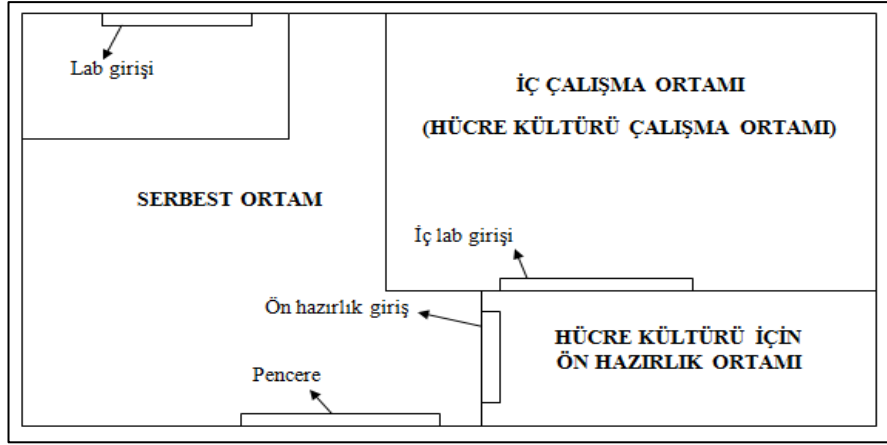 Lab girişi
İÇ ÇALIŞMA ORTAMI
(HÜCRE KÜLTÜRÜ ÇALIŞMA ORTAMI)
SERBEST ORTAM
İç lab girişi
Ön hazırlık giriş
HÜCRE KÜLTÜRÜ İÇİN
ÖN HAZIRLIK ORTAMI
Pencere